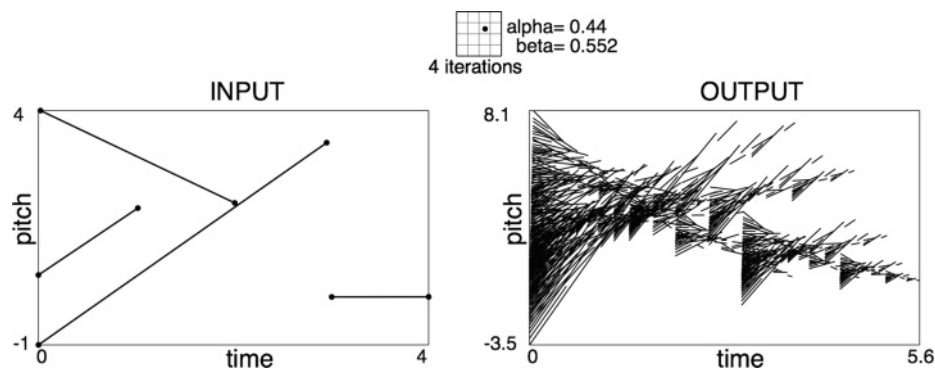 alpha= 0.44
beta= 0.552
4 iterations
INPUT
4
pitch
-1
0
time
4
OUTPUT
8.1
pitch
-3.5
0
time
5.6